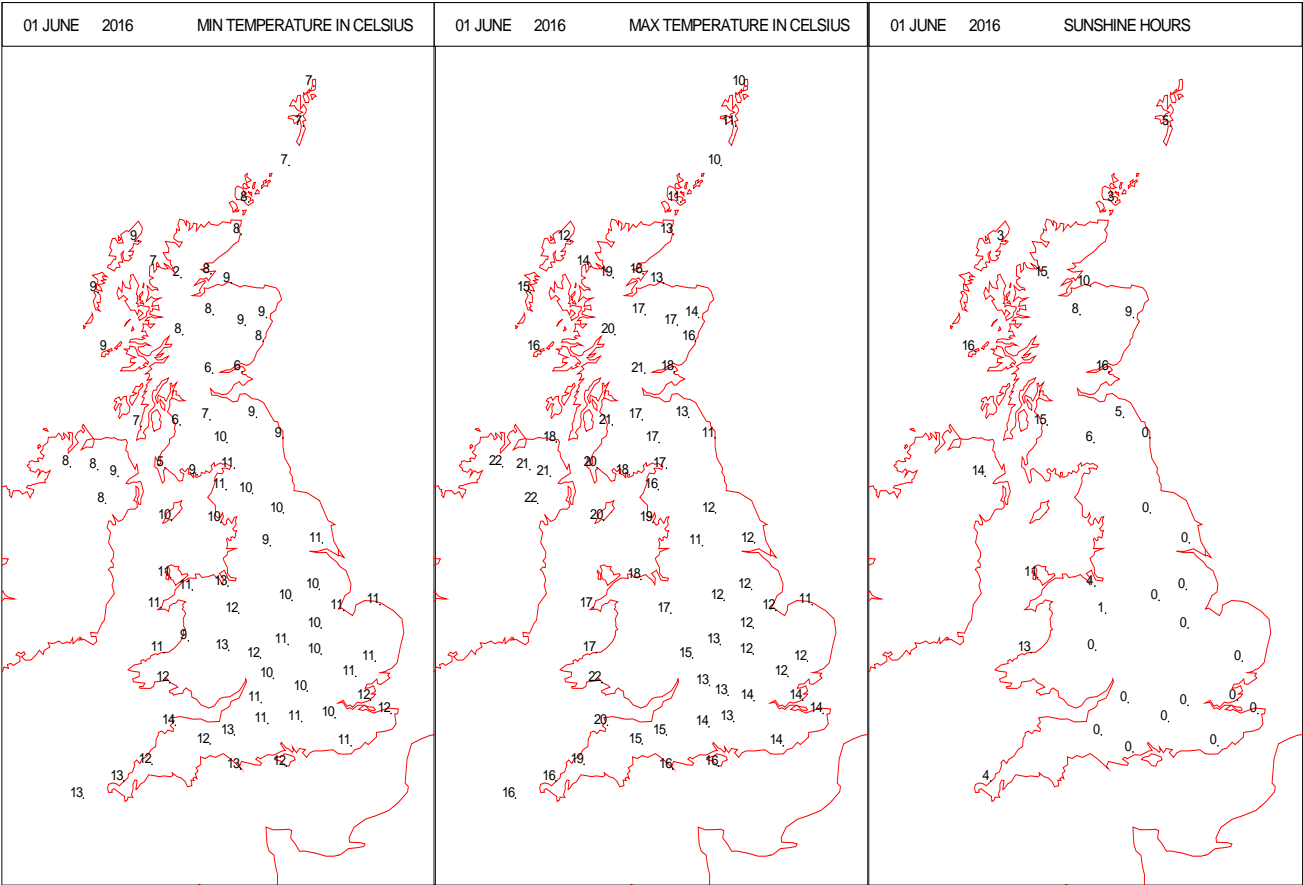 01 JUNE 2016 MIN TEMPERATURE IN CELSIUS
7.
7.
7.
8.
8.
9.
7.
2. 8.
9. 9.
8. 9.
9.
8. 8.
9.
6. 6.
7. 9.
7. 6.
10. 9.
8. 8. 9. 5. 9. 11.
8. 11. 10.
10. 10. 10.
9. 11.
11. 11. 13. 10.
11. 12. 10. 11. 11.
9. 10.
11. 13. 12. 11. 10. 11.
12. 10. 10. 11.
11. 12.
14. 13. 11. 11. 10. 12.
12. 12. 13. 12. 11.
13.
13.
01 JUNE 2016 MAX TEMPERATURE IN CELSIUS
10.
11.
10.
11.
12. 13.
14. 19. 13.
15.
17. 17. 14.
20. 16.
16.
21. 18.
17. 13.
21.
18. 17. 11.
22. 21. 21. 20. 18. 17.
22. 16.
20. 19. 12.
11. 12.
18. 12.
17. 17. 12. 12. 11.
12.
17. 15. 13. 12. 12.
22. 13. 13. 12.
14. 14.
20. 15. 14. 13. 14.
19. 15. 16. 16. 14.
16.
16.
01 JUNE 2016 SUNSHINE HOURS
5.
3.
3.
15. 10.
8. 9.
16.
16.
15. 5.
6. 0.
14.
0.
0.
11. 4. 0.
1. 0.
0.
13. 0. 0.
0. 0. 0.
0. 0. 0.
0. 0.
4.